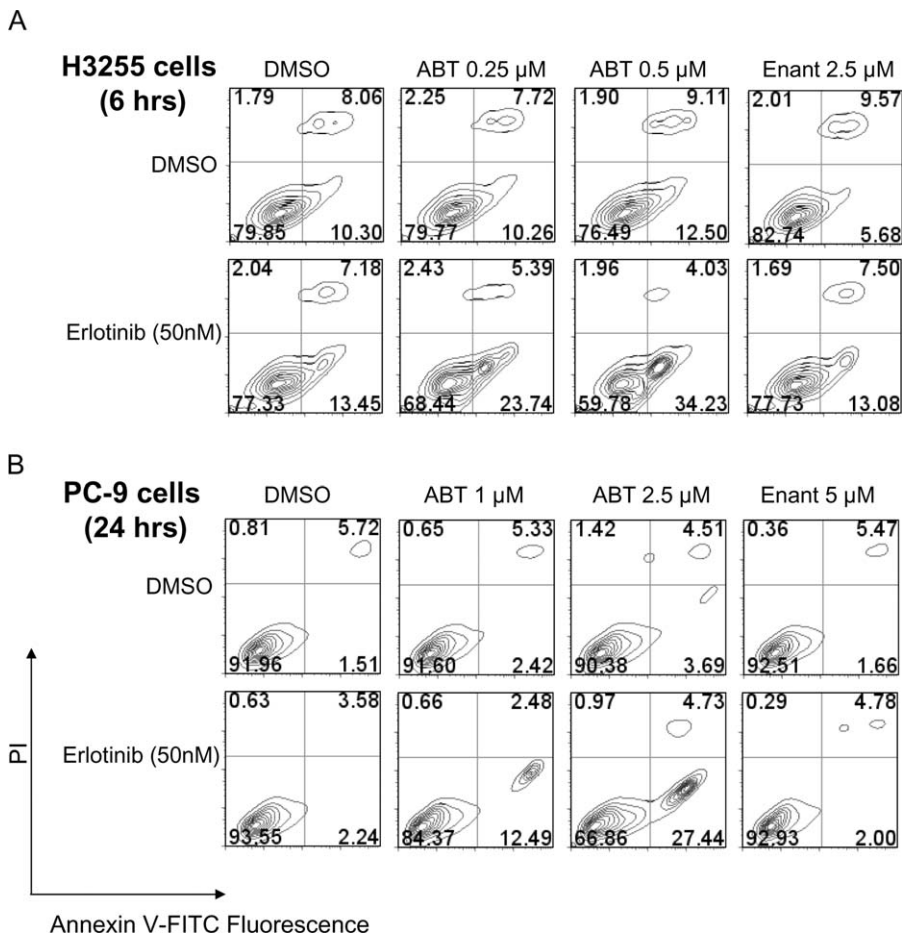 A
H3255 cells
(6 hrs)
DMSO ABT 0.25 µM ABT 0.5 µM Enant 2.5 µM
DMSO
1.79 8.06 2.25 7.72 1.90 9.11 2.01 9.57
79.85 10.30 79.77 10.26 76.49 12.50 82.74 5.68
Erlotinib (50nM)
2.04 7.18 2.43 5.39 1.96 4.03 1.69 7.50
77.33 13.45 68.44 23.74 59.78 34.23 77.73 13.08
B
PC-9 cells
(24 hrs)
DMSO ABT 1 µM ABT 2.5 µM Enant 5 µM
DMSO
0.81 5.72 0.65 5.33 1.42 4.51 0.36 5.47
91.96 1.51 91.60 2.42 90.38 3.69 92.51 1.66
Erlotinib (50nM)
0.63 3.58 0.66 2.48 0.97 4.73 0.29 4.78
93.55 2.24 84.37 12.49 66.86 27.44 92.93 2.00
PI
Annexin V-FITC Fluorescence